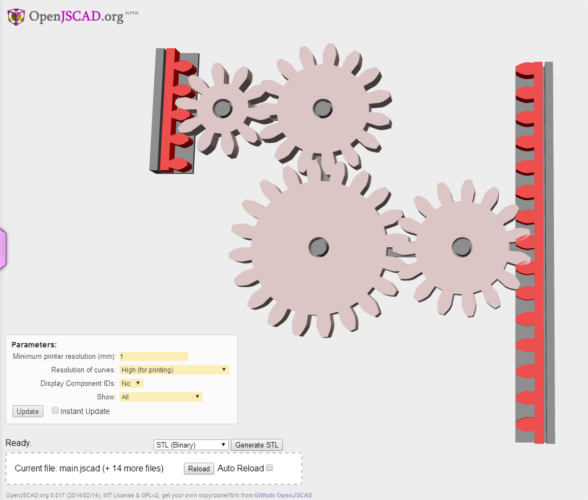 OpenJSCAD.org ALPHA
Parameters:
Minimum printer resolution (mm): 1
Resolution of curves: High (for printing)
Display Component IDs: No
Show: All
Update Instant Update
Ready. STL (Binary) Generate STL
Current file: main.jscad (+ 14 more files) Reload Auto Reload
OpenJSCAD.org 0.017 (2014/02/14), MIT License & GPLv2, get your own copy/clone/fork from GitHub: OpenJSCAD